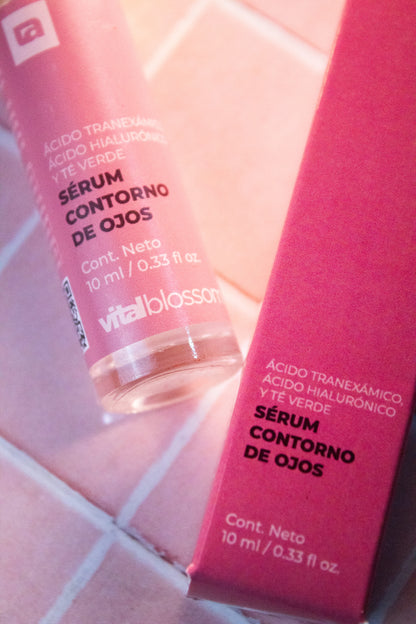 ÁCIDO TRANEXÁMICO,
ÁCIDO HIALURÓNICO
Y TÉ VERDE
SÉRUM
CONTORNO
DE OJOS
Cont. Neto
10 ml / 0.33 fl oz.
vitalblossom
ÁCIDO TRANEXÁMICO,
ÁCIDO HIALURÓNICO
Y TÉ VERDE
SÉRUM
CONTORNO
DE OJOS
Cont. Neto
10 ml / 0.33 fl oz.